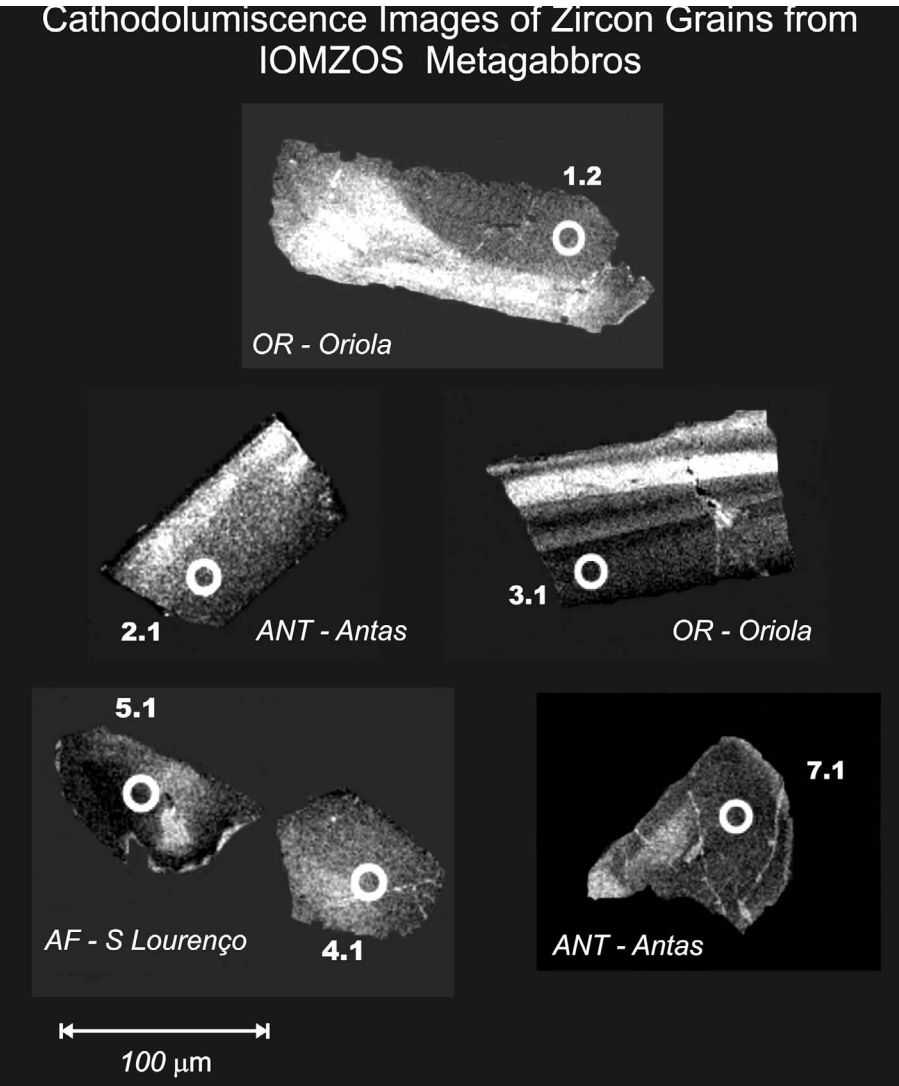 Cathodolumiscence Images of Zircon Grains from
IOMZOS Metagabbros
1.2
OR - Oriola
2.1
ANT - Antas
3.1
OR - Oriola
5.1
AF - S Lourenço
4.1
7.1
ANT - Antas
100 μm